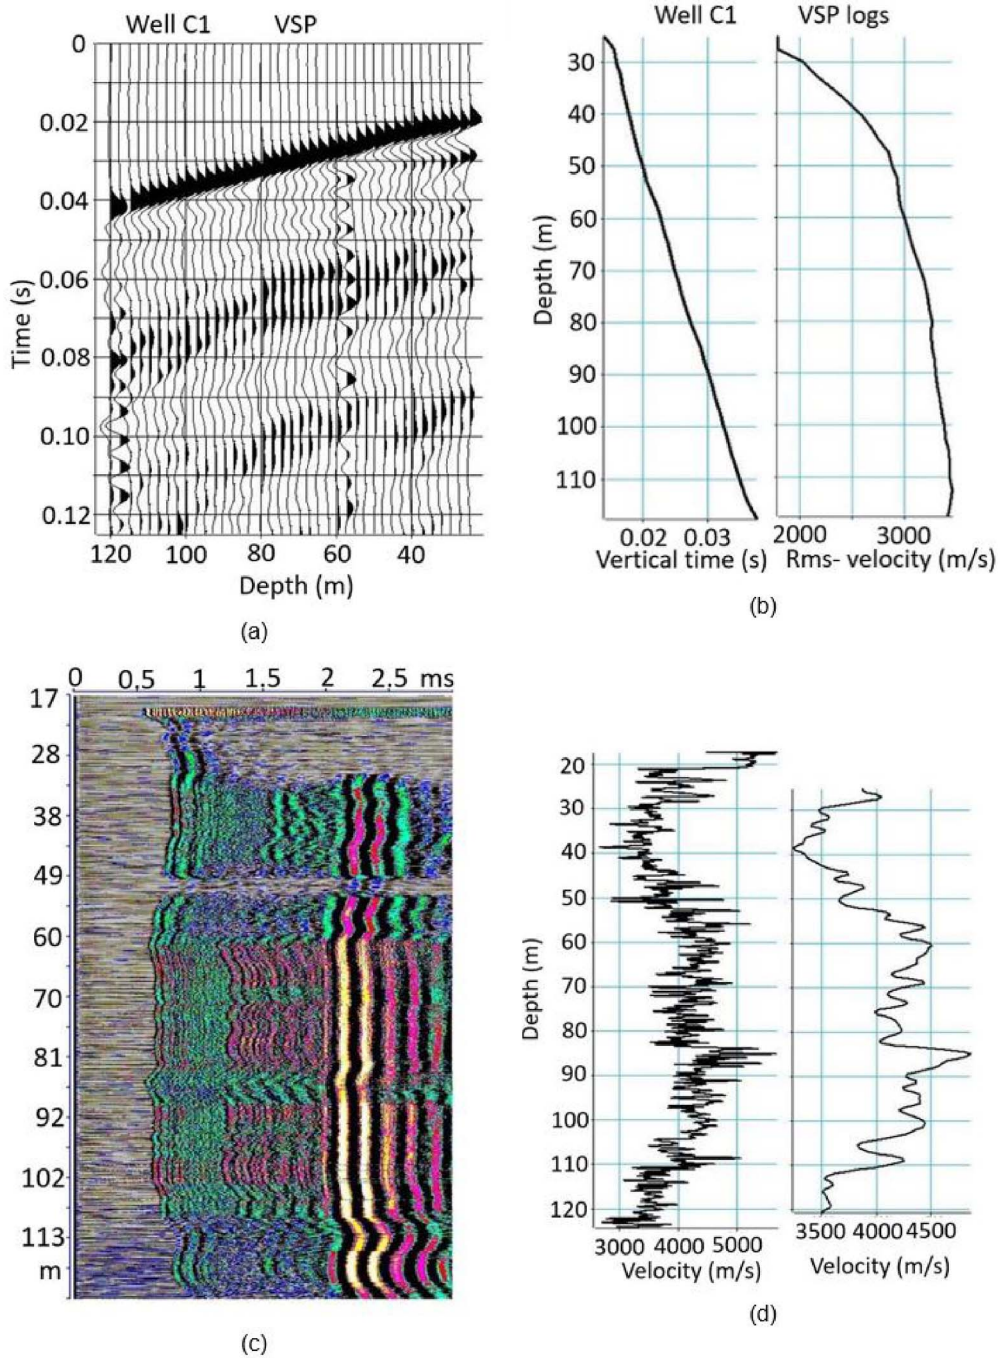 Well C1 VSP
0
0.02
0.04
0.06
0.08
0.10
0.12
Time (s)
120 100 80 60 40
Depth (m)
(a)
Well C1 VSP logs
30
40
50
60
70
80
90
100
110
Depth (m)
0.02 0.03 2000 3000
Vertical time (s) Rms- velocity (m/s)
(b)
0 0,5 1 1.5 2 2.5 ms
17
28
38
49
60
70
81
92
102
113
m
(c)
20
30
40
50
60
70
80
90
100
110
120
Depth (m)
3000 4000 5000 3500 4000 4500
Velocity (m/s) Velocity (m/s)
(d)